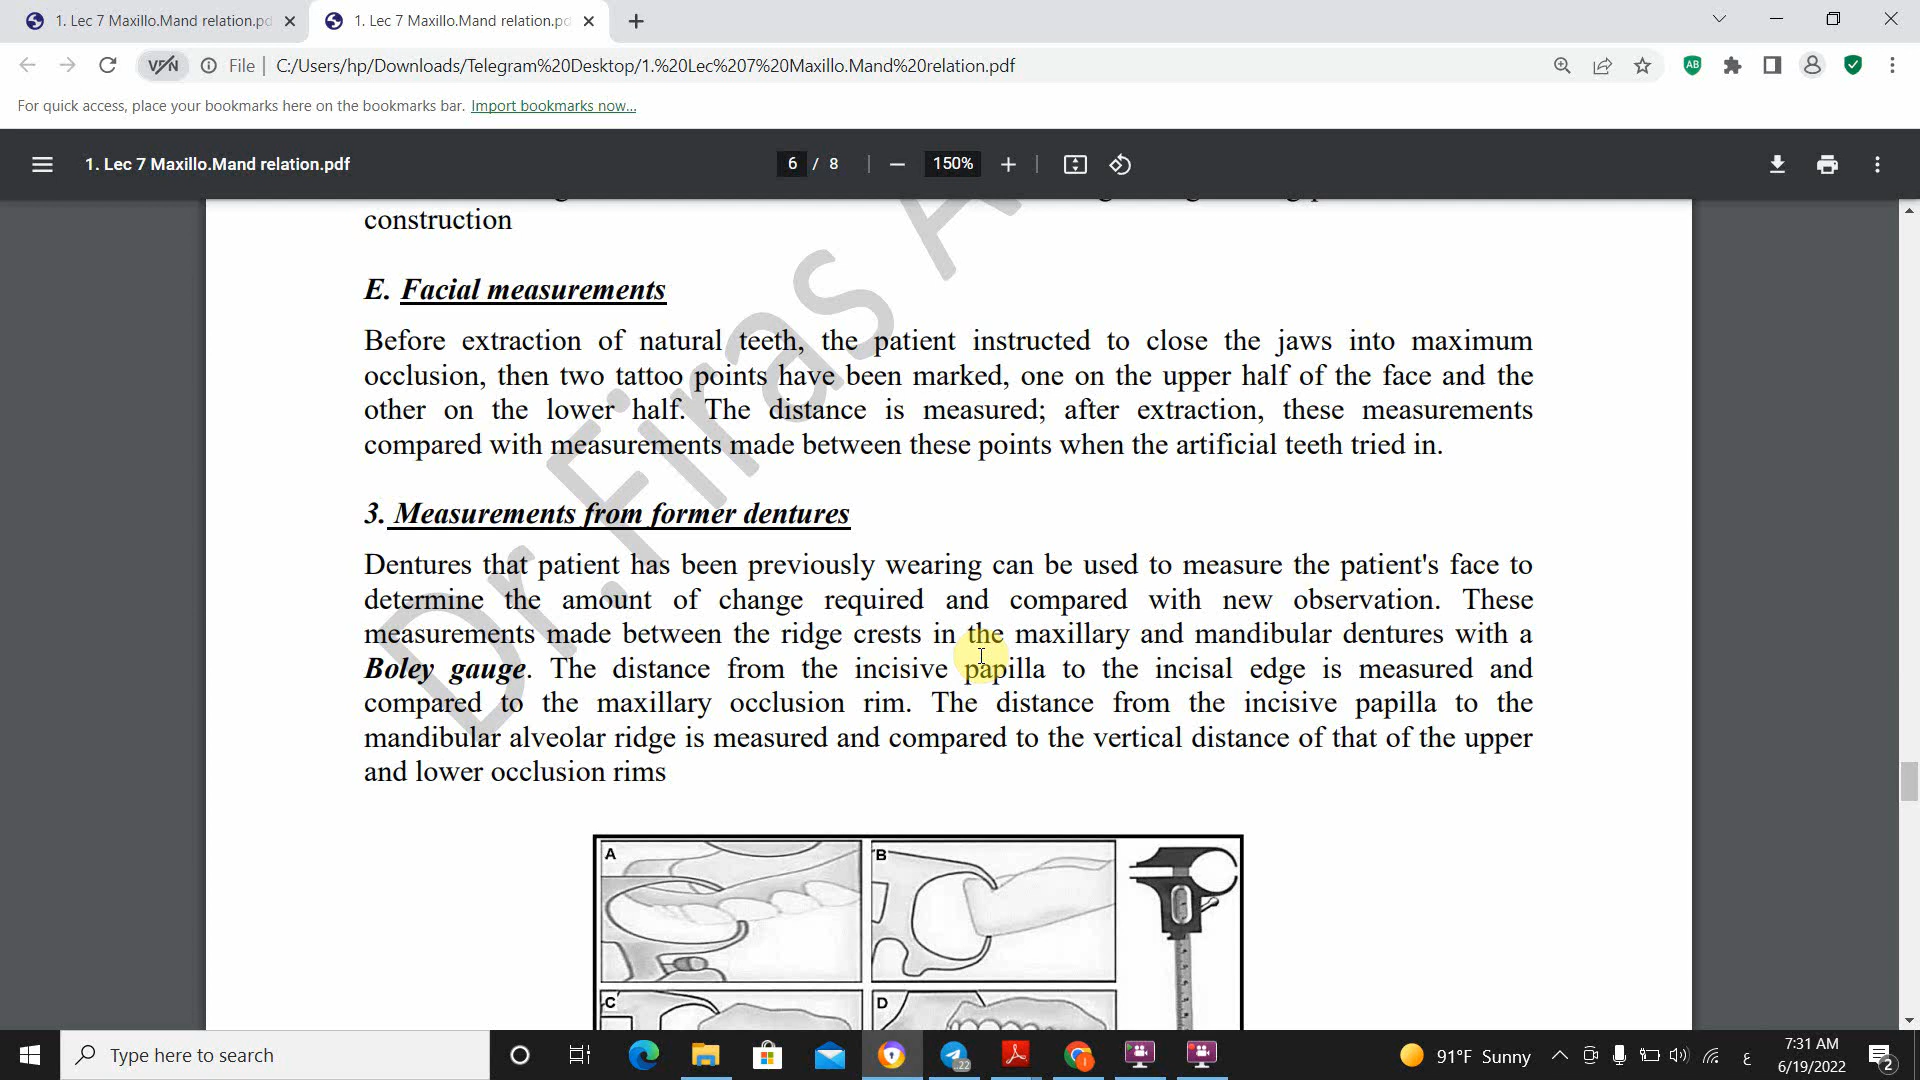 1. Lec 7 Maxillo.Mand relation.pd
1. Lec 7 Maxillo.Mand relation.pd
VPN
File
C:/Users/hp/Downloads/Telegram%20Desktop/1.%20Lec%207%20Maxillo.Mand%20relation.pdf
AB
For quick access, place your bookmarks here on the bookmarks bar. Import bookmarks now...
1. Lec 7 Maxillo.Mand relation.pdf
6 / 8
150%
construction
E. Facial measurements
Before extraction of natural teeth, the patient instructed to close the jaws into maximum
occlusion, then two tattoo points have been marked, one on the upper half of the face and the
other on the lower half. The distance is measured; after extraction, these measurements
compared with measurements made between these points when the artificial teeth tried in.
3. Measurements from former dentures
Dentures that patient has been previously wearing can be used to measure the patient's face to
determine the amount of change required and compared with new observation. These
measurements made between the ridge crests in the maxillary and mandibular dentures with a
Boley gauge. The distance from the incisive papilla to the incisal edge is measured and
compared to the maxillary occlusion rim. The distance from the incisive papilla to the
mandibular alveolar ridge is measured and compared to the vertical distance of that of the upper
and lower occlusion rims
Dr.Firas A
A
B
C
D
Type here to search
22
91°F Sunny
ع
7:31 AM
6/19/2022
2